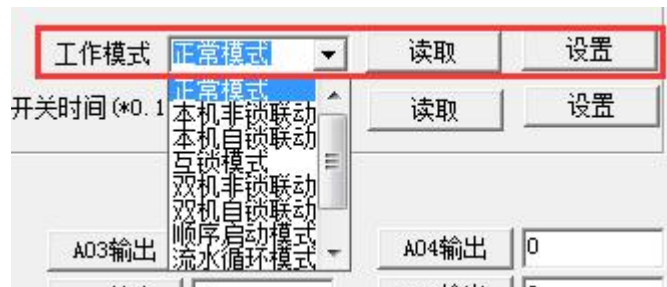 工作模式 正常模式 读取 设置
正常模式
开关时间(*0.1 读取 设置
本机非锁联动
本机自锁联动
互锁模式
双机非锁联动
双机自锁联动
顺序启动模式
AO3输出 AO4输出 0
流水循环模式